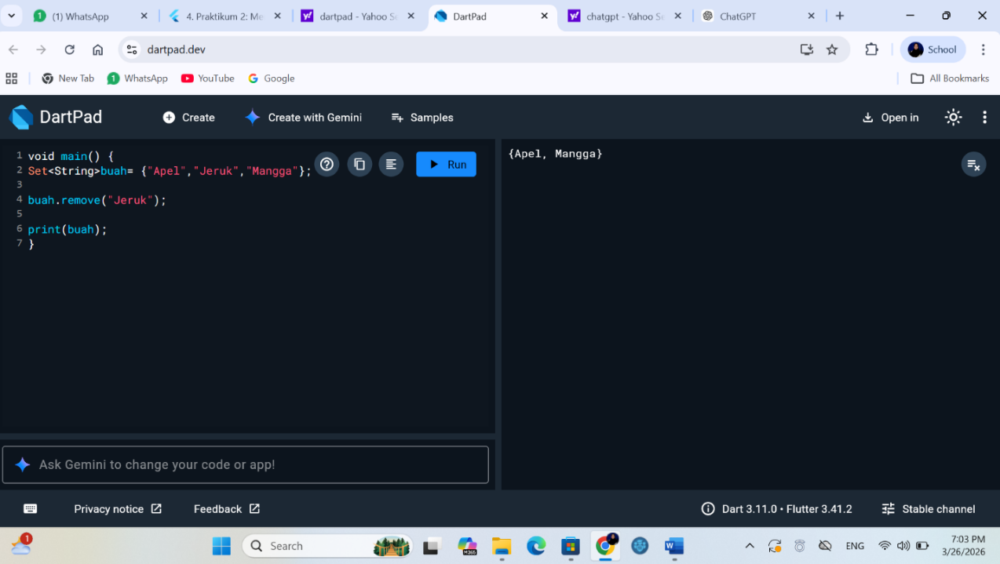 (1) WhatsApp
4. Praktikum 2: Me
dartpad - Yahoo Se
DartPad
chatgpt - Yahoo Se
ChatGPT
dartpad.dev
School
New Tab
1 WhatsApp
YouTube
Google
All Bookmarks
DartPad
Create
Create with Gemini
Samples
Open in
1 void main() {
2 Set<String>buah= {"Apel","Jeruk","Mangga"};
3
4 buah.remove("Jeruk");
5
6 print(buah);
7 }
Run
{Apel, Mangga}
Ask Gemini to change your code or app!
Privacy notice
Feedback
Dart 3.11.0 • Flutter 3.41.2
Stable channel
1
Search
M365
ENG
7:03 PM
3/26/2026